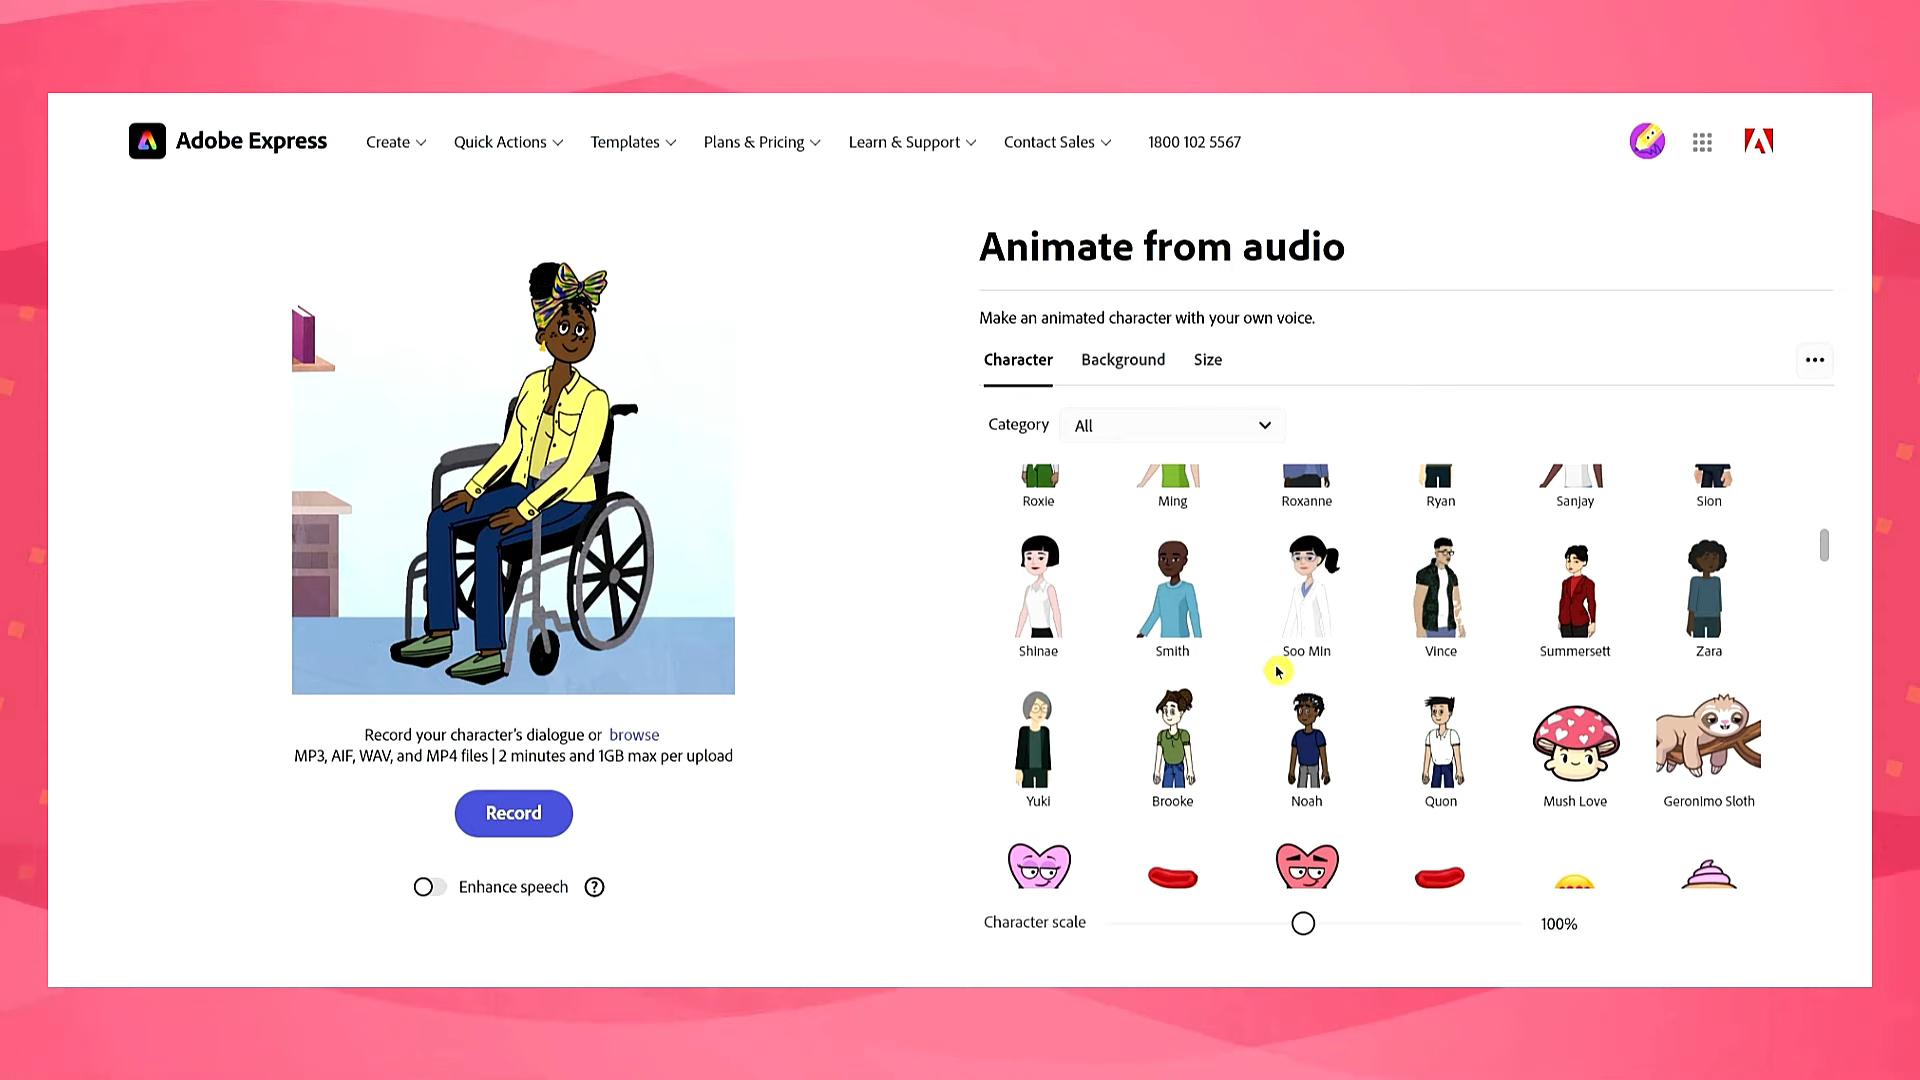 Adobe Express
Create
Quick Actions
Templates
Plans & Pricing
Learn & Support
Contact Sales
1800 102 5567
Animate from audio
Make an animated character with your own voice.
Character
Background
Size
Category
All
Roxie
Ming
Roxanne
Ryan
Sanjay
Sion
Shinae
Smith
Soo Min
Vince
Summersett
Zara
Yuki
Brooke
Noah
Quon
Mush Love
Geronimo Sloth
Character scale
100%
Record your character's dialogue or browse
MP3, AIF, WAV, and MP4 files | 2 minutes and 1GB max per upload
Record
Enhance speech ?